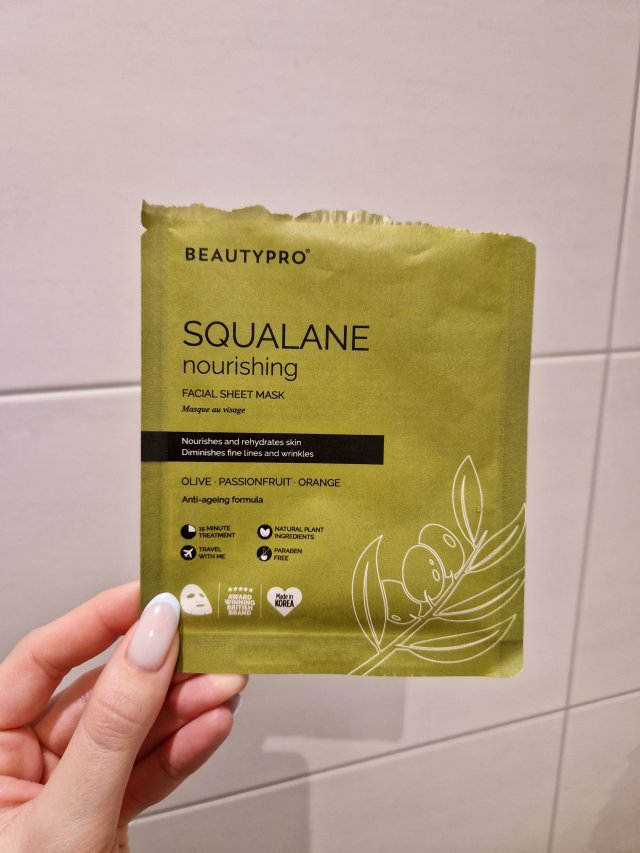 BEAUTYPRO®
SQUALANE
nourishing
FACIAL SHEET MASK
Masque au visage
Nourishes and rehydrates skin
Diminishes fine lines and wrinkles
OLIVE · PASSIONFRUIT · ORANGE
Anti-ageing formula
15 MINUTE
TREATMENT
NATURAL PLANT
INGREDIENTS
TRAVEL
WITH ME
PARABEN
FREE
AWARD
WINNING
BRITISH
BRAND
Made in
KOREA